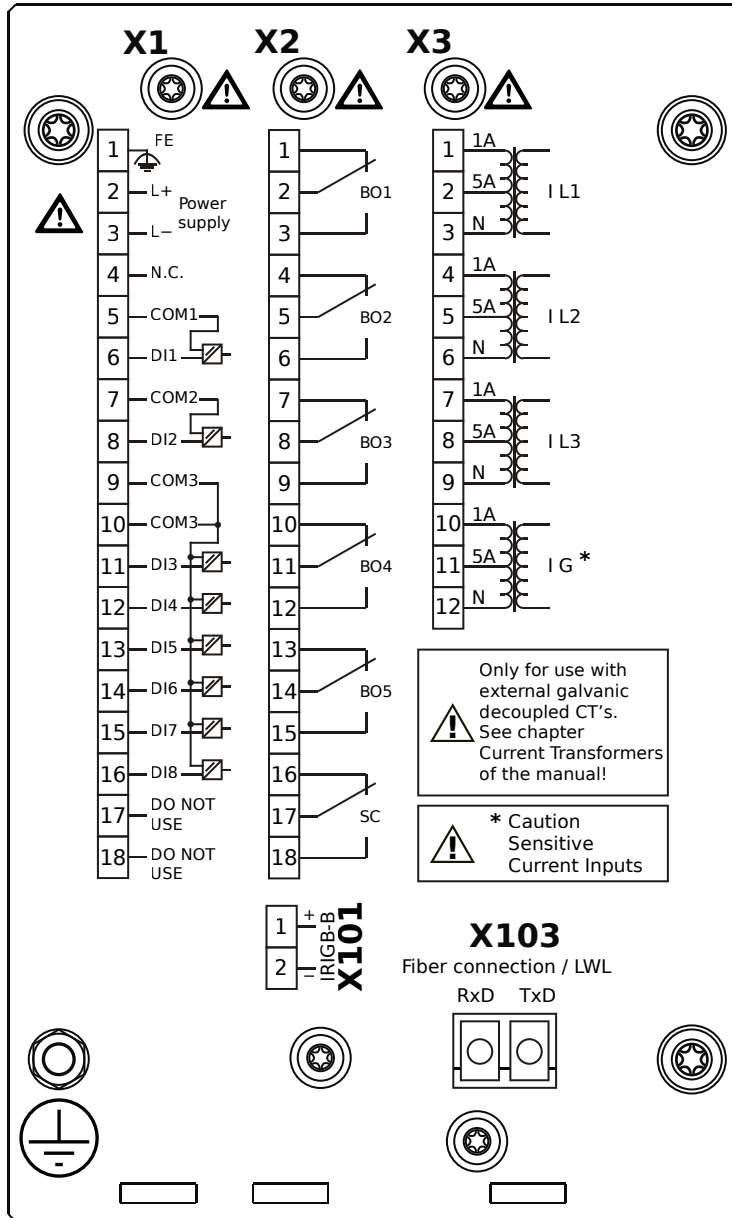 X1
X2
X3
1 FE
2 L+
Power
supply
3 L−
4 N.C.
5 COM1
6 DI1
7 COM2
8 DI2
9 COM3
10 COM3
11 DI3
12 DI4
13 DI5
14 DI6
15 DI7
16 DI8
17 DO NOT
USE
18 DO NOT
USE
1
2 BO1
3
4
5 BO2
6
7
8 BO3
9
10
11 BO4
12
13
14 BO5
15
16
17 SC
18
1 1A
2 5A I L1
3 N
4 1A
5 5A I L2
6 N
7 1A
8 5A I L3
9 N
10 1A
11 5A I G *
12 N
Only for use with
external galvanic
decoupled CT's.
See chapter
Current Transformers
of the manual!
* Caution
Sensitive
Current Inputs
1 +
2 −
IRIGB-B
X101
X103
Fiber connection / LWL
RxD TxD